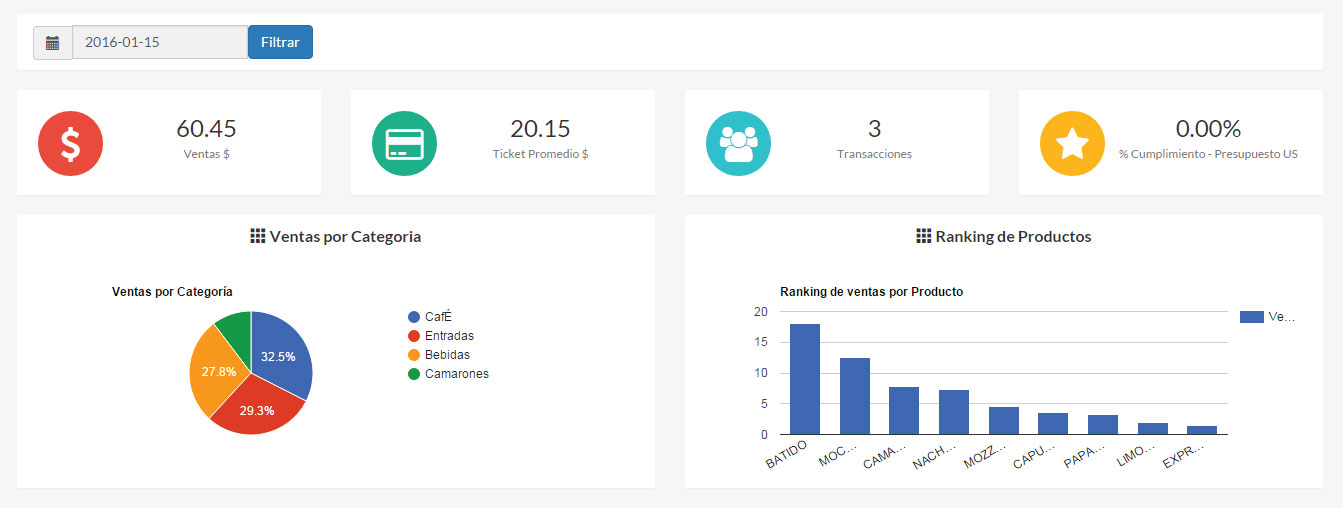 2016-01-15 Filtrar
60.45
Ventas $
20.15
Ticket Promedio $
3
Transacciones
0.00%
% Cumplimiento - Presupuesto US
Ventas por Categoria
Ventas por Categoría
32.5%
27.8%
29.3%
CafÉ
Entradas
Bebidas
Camarones
Ranking de Productos
Ranking de ventas por Producto
20
15
10
5
0
BATIDO
MOC...
CAMA...
NACH...
MOZZ...
CAPU...
PAPA...
LIMO...
EXPR...
Ve...